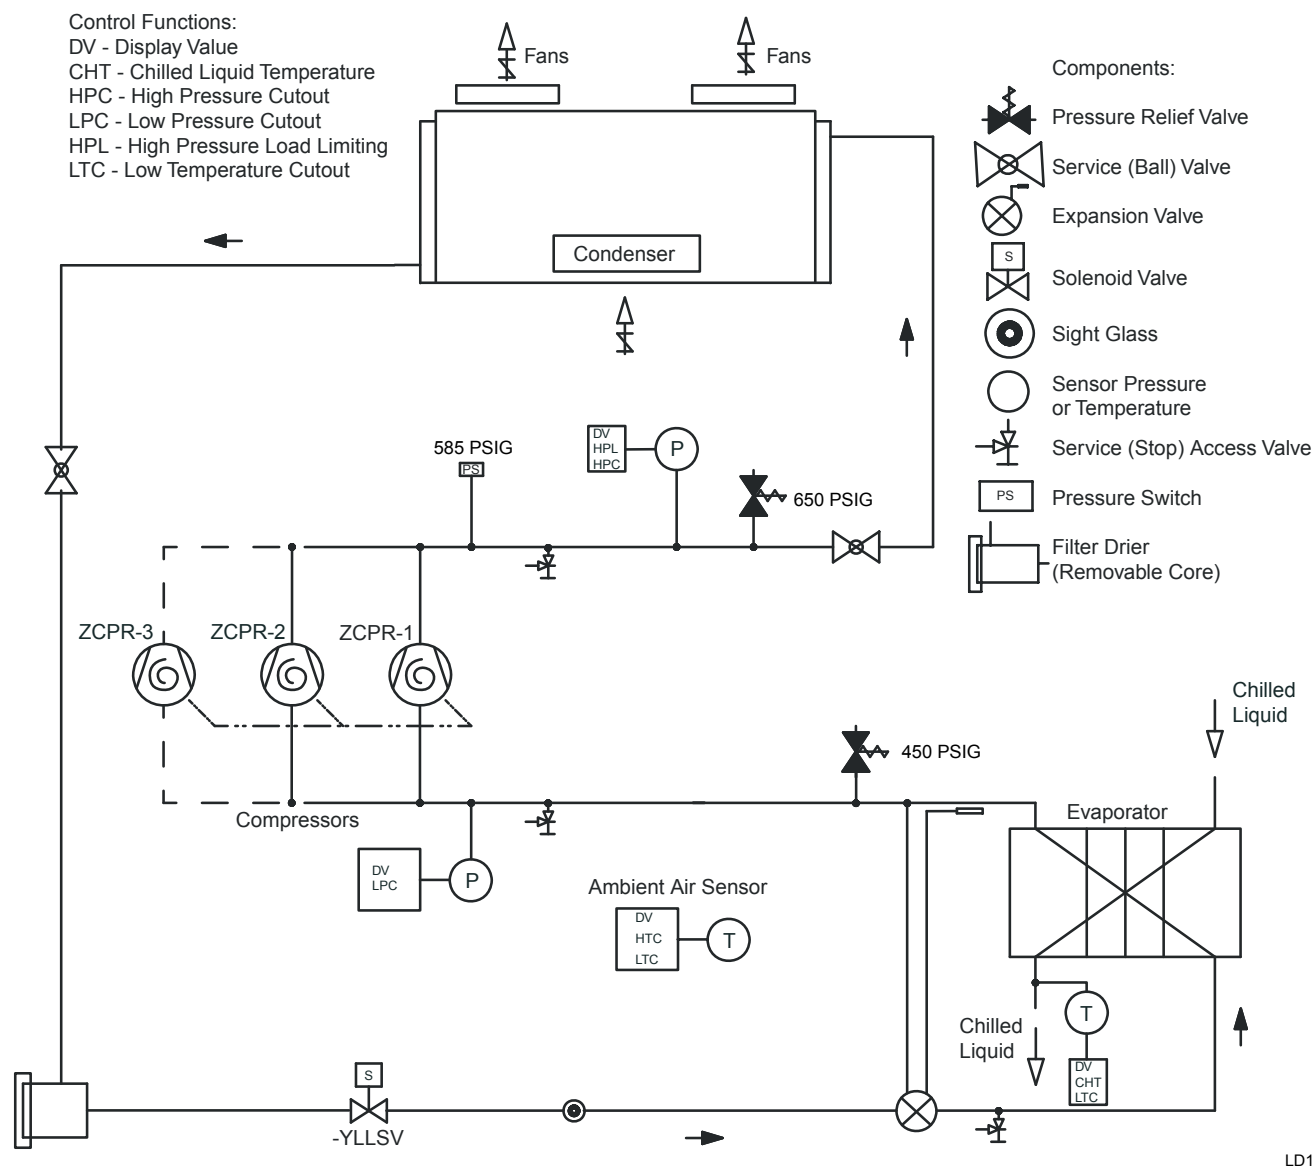 Control Functions:
DV - Display Value
CHT - Chilled Liquid Temperature
HPC - High Pressure Cutout
LPC - Low Pressure Cutout
HPL - High Pressure Load Limiting
LTC - Low Temperature Cutout
Fans
Fans
Condenser
Components:
Pressure Relief Valve
Service (Ball) Valve
Expansion Valve
S
Solenoid Valve
Sight Glass
Sensor Pressure
or Temperature
Service (Stop) Access Valve
PS
Pressure Switch
Filter Drier
(Removable Core)
585 PSIG
PS
DV
HPL
HPC
P
650 PSIG
ZCPR-3
ZCPR-2
ZCPR-1
Chilled
Liquid
450 PSIG
Compressors
Evaporator
DV
LPC
P
Ambient Air Sensor
DV
HTC
LTC
T
Chilled
Liquid
T
DV
CHT
LTC
S
-YLLSV
LD1